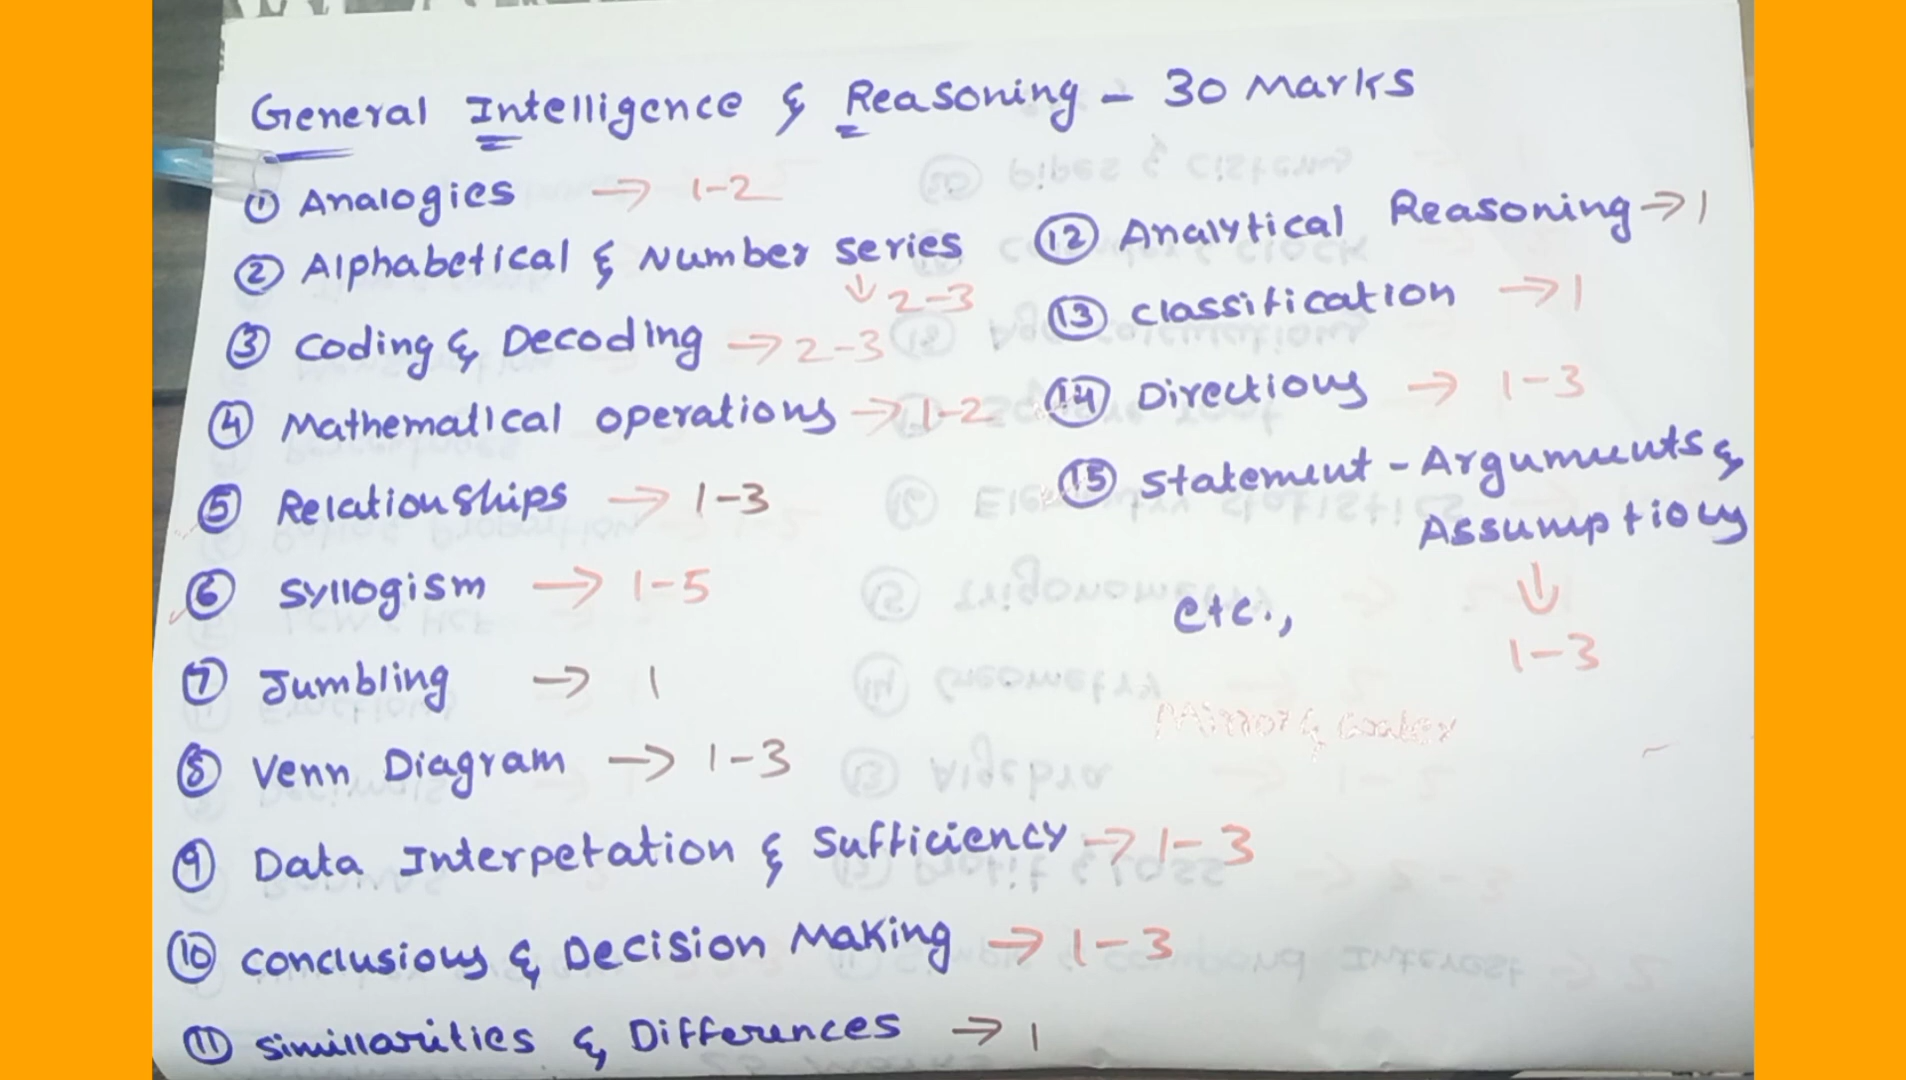 General Intelligence & Reasoning - 30 Marks
① Analogies → 1-2
② Alphabetical & Number series
↓ 2-3
③ Coding & Decoding → 2-3
④ Mathematical operations → 1-2
⑤ Relationships → 1-3
⑥ Syllogism → 1-5
⑦ Jumbling → 1
⑧ Venn Diagram → 1-3
⑨ Data Interpetation & Sufficiency → 1-3
⑩ Conclusions & Decision Making → 1-3
⑪ Simillarities & Differences → 1
⑫ Analytical Reasoning → 1
⑬ Classification → 1
⑭ Directions → 1-3
⑮ Statement - Arguments &
Assumptions
↓
1-3
etc.,
Mirror & Water